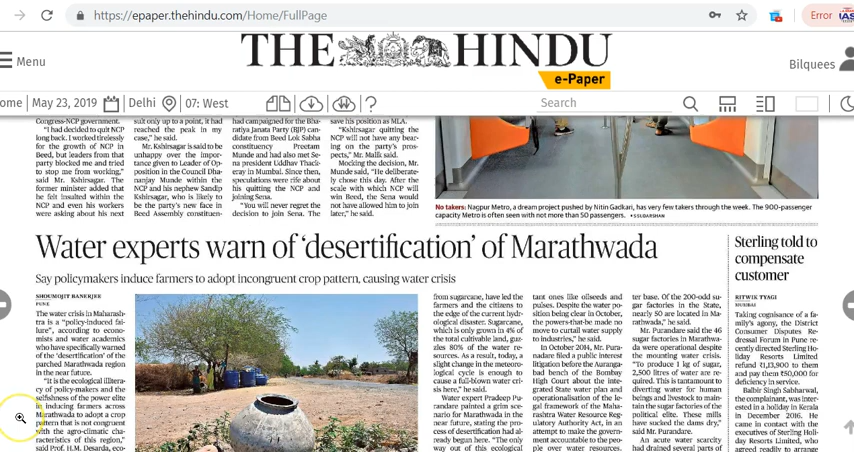 https://epaper.thehindu.com/Home/FullPage
Error
IAS
Menu
THE HINDU
e-Paper
Bilquees
ome | May 23, 2019 Delhi 07: West
Search
Congress-NCP government.
"I had decided to quit NCP
long back. I worked tirelessly
for the growth of NCP in
Beed, but leaders from that
party blocked me and tried
to stop me from working,"
said Mr. Kshirsagar. The
former minister added that
he felt insulted within the
NCP and even his workers
were asking about his next
suit only up to a point, it had
reached the peak in my
case," he said.
Mr. Kshirsagar is said to be
unhappy over the impor-
tance given to Leader of Op-
position in the Council Dha-
nanjay Munde within the
NCP and his nephew Sandip
Kshirsagar, who is likely to
be the party's new face in
Beed Assembly constituen-
had campaigned for the Bha-
ratiya Janata Party (BJP) can-
didate from Beed Lok Sabha
constituency Preetam
Munde and had also met Se-
na president Uddhav Thack-
eray in Mumbai. Since then,
speculations were rife about
his quitting the NCP and
joining Sena.
"You will never regret the
decision to join Sena. The
save his position as MLA.
"Kshirsagar quitting the
NCP will not have any bear-
ing on the party's pros-
pects," Mr. Malik said.
Mocking the decision, Mr.
Munde said, "He deliberate-
ly chose this day. After the
scale with which NCP will
win Beed, the Sena would
not have allowed him to join
later," he said.
No takers: Nagpur Metro, a dream project pushed by Nitin Gadkari, has very few takers through the week. The 900-passenger
capacity Metro is often seen with not more than 50 passengers. • S SUDARSHAN
Water experts warn of 'desertification' of Marathwada
Say policymakers induce farmers to adopt incongruent crop pattern, causing water crisis
SHOUMOJIT BANERJEE
PUNE
The water crisis in Maharash-
tra is a "policy-induced fai-
lure", according to econo-
mists and water academics
who have specifically warned
of the 'desertification' of the
parched Marathwada region
in the near future.
"It is the ecological illitera-
cy of policy-makers and the
selfishness of the power elite
in inducing farmers across
Marathwada to adopt a crop
pattern that is not congruent
with the agro-climatic cha-
racteristics of this region,"
said Prof. H.M. Desarda, eco-
from sugarcane, have led the
farmers and the citizens to
the edge of the current hydr-
ological disaster. Sugarcane,
which is only grown in 4% of
the total cultivable land, guz-
zles 80% of the water re-
sources. As a result, today, a
slight change in the meteoro-
logical cycle is enough to
cause a full-blown water cri-
sis here," he said.
Water expert Pradeep Pu-
randare painted a grim scene-
rio for Marathwada in the
near future, stating the pro-
cess of desertification had al-
ready begun here. "The only
way out of this ecological
tant ones like oilseeds and
pulses. Despite the water po-
sition being clear in October,
the powers-that-be made no
move to curtail water supply
to industries," he said.
In October 2014, Mr. Pura-
nadare filed a public interest
litigation before the Auranga-
bad bench of the Bombay
High Court about the inte-
grated State water plan and
operationalisation of the le-
gal framework of the Maha-
rashtra Water Resource Reg-
ulatory Authority Act, in an
attempt to make the govern-
ment accountable to the peo-
ple over water resources.
ter base. Of the 200-odd su-
gar factories in the State,
nearly 50 are located in Ma-
rathwada," he said.
Mr. Purandare said the 46
sugar factories in Marathwa-
da were operational despite
the mounting water crisis.
"To produce 1 kg of sugar,
2,500 litres of water are re-
quired. This is tantamount to
diverting water for human
beings and livestock to main-
tain the sugar factories of the
political elite. These mills
have sucked the dams dry,"
said Mr. Purandare.
An acute water scarcity
had drained several parts of
Sterling told to
compensate
customer
RITWIK TYAGI
MUMBAI
Taking cognisance of a fa-
mily's agony, the District
Consumer Disputes Re-
dressal Forum in Pune re-
cently directed Sterling Ho-
liday Resorts Limited
refund ₹1,13,900 to them
and pay them ₹50,000 for
deficiency in service.
Balbir Singh Sabharwal,
the complainant, was inter-
ested in a holiday in Kerala
in December 2016. He
came in contact with the
executives of Sterling Holi-
day Resorts Limited, who
agreed readily to arrange